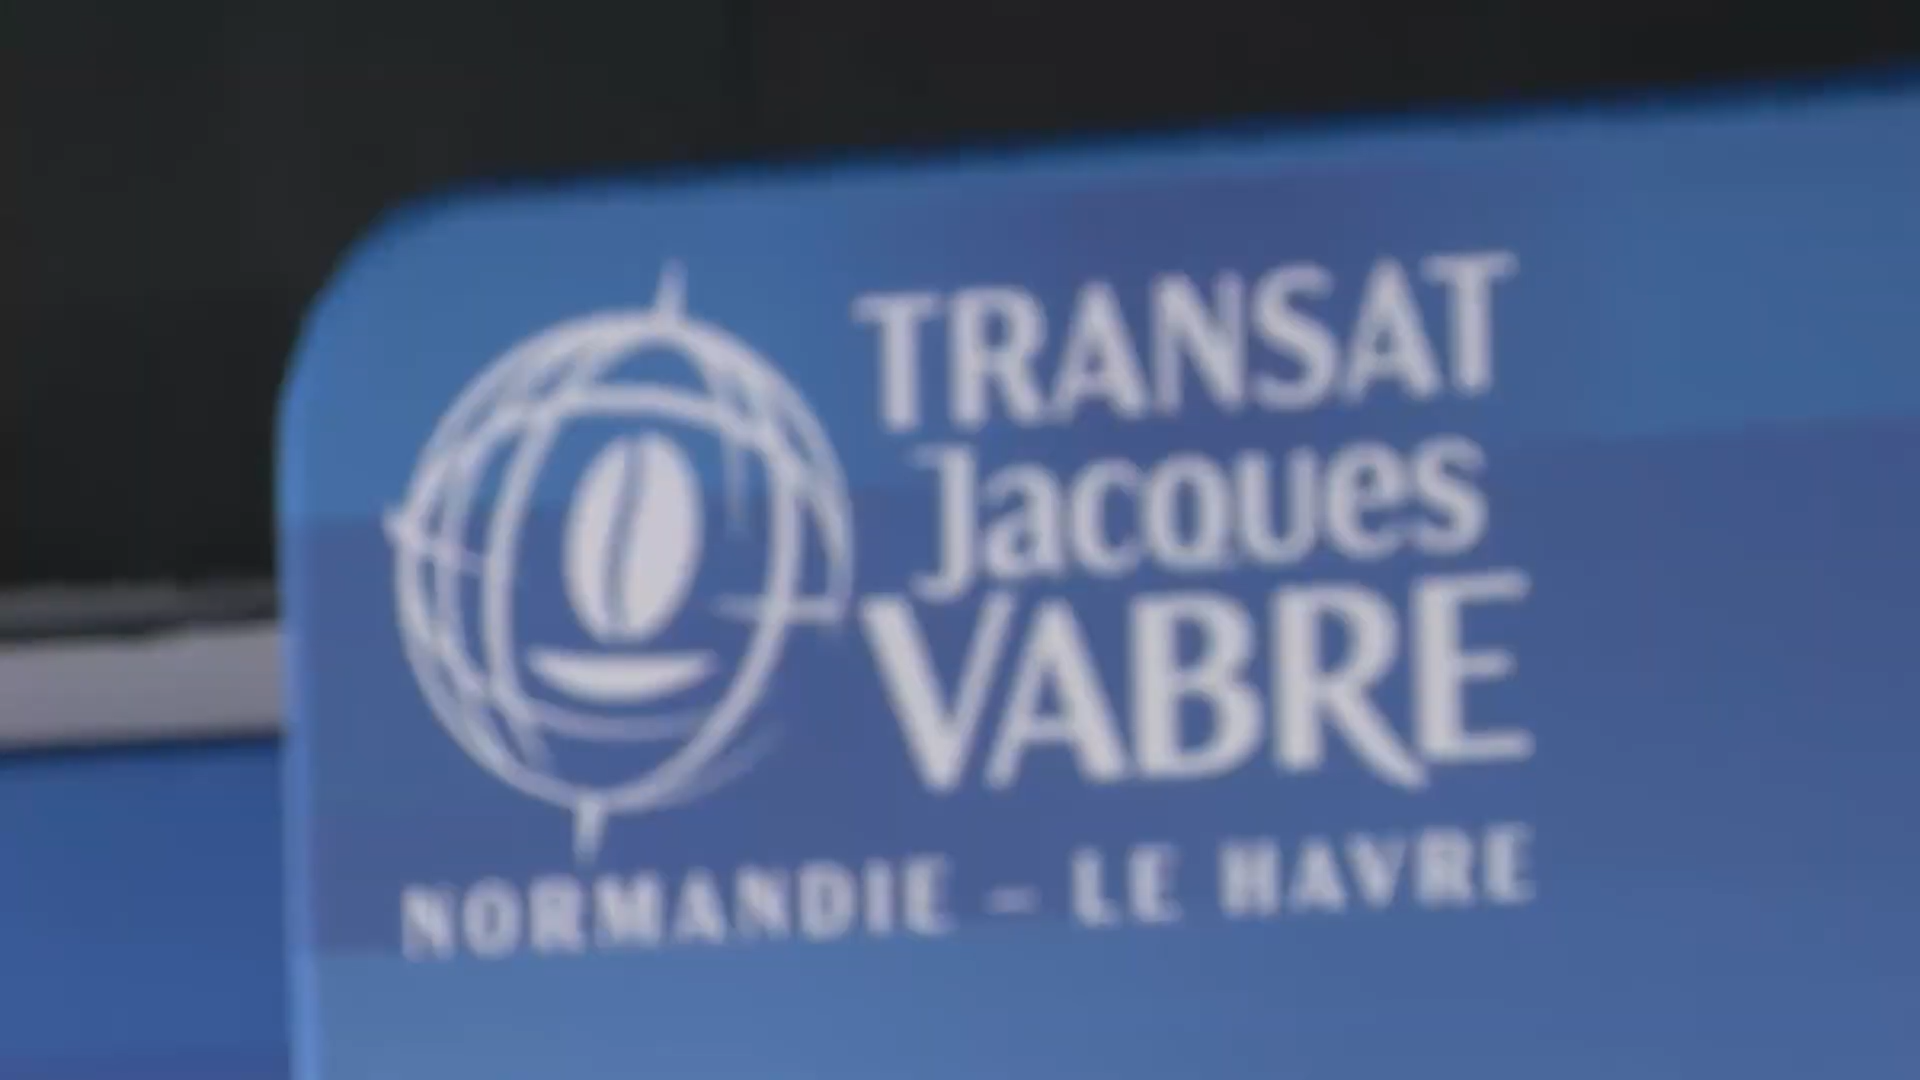 TRANSAT
Jacques
VABRE
NORMANDIE – LE HAVRE